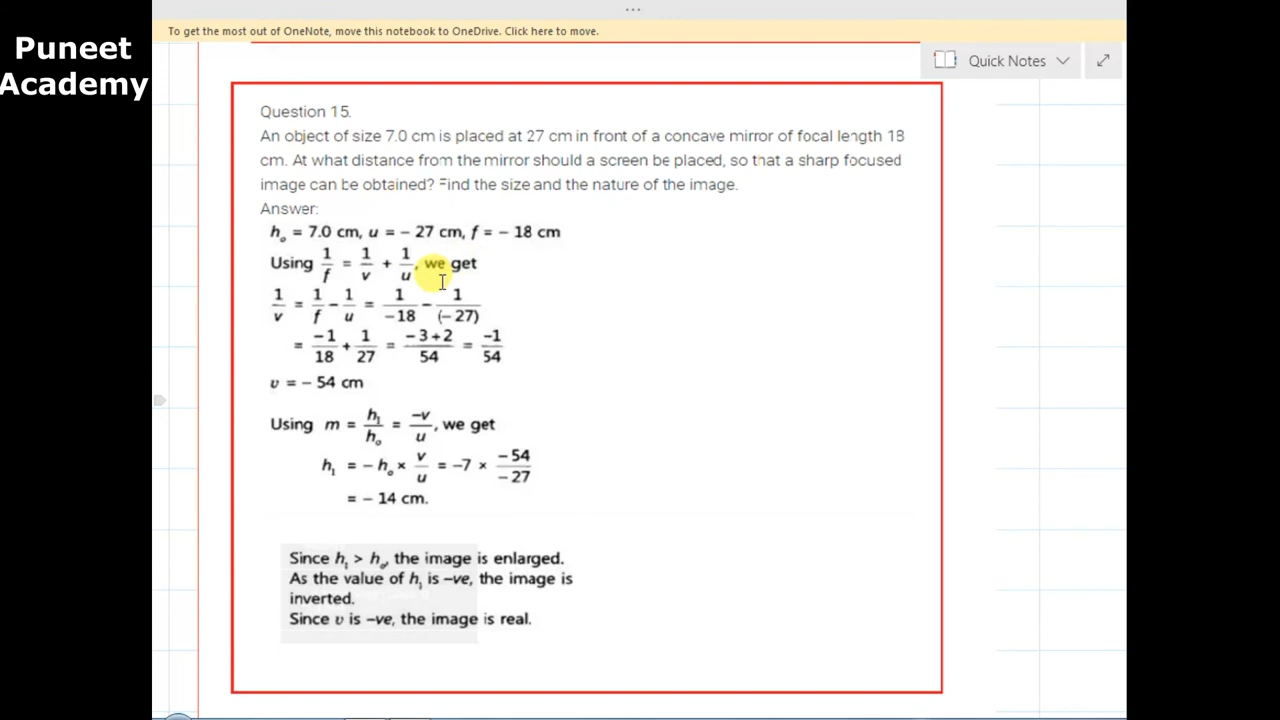 Puneet
Academy
To get the most out of OneNote, move this notebook to OneDrive. Click here to move.
Quick Notes
Question 15.
An object of size 7.0 cm is placed at 27 cm in front of a concave mirror of focal length 18
cm. At what distance from the mirror should a screen be placed, so that a sharp focused
image can be obtained? Find the size and the nature of the image.
Answer:
hₒ = 7.0 cm, u = – 27 cm, f = – 18 cm
Using 1/f = 1/v + 1/u, we get
1/v = 1/f – 1/u = 1/–18 – 1/(–27)
= –1/18 + 1/27 = –3+2/54 = –1/54
υ = – 54 cm
Using m = h₁/hₒ = –v/u, we get
h₁ = – hₒ × v/u = –7 × –54/–27
= – 14 cm.
Since h₁ > hₒ, the image is enlarged.
As the value of h₁ is –ve, the image is
inverted.
Since υ is –ve, the image is real.